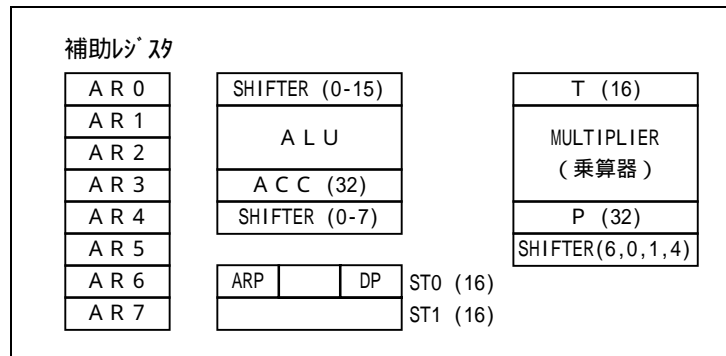 補助ﾚｼﾞｽﾀ
ＡＲ０
ＡＲ１
ＡＲ２
ＡＲ３
ＡＲ４
ＡＲ５
ＡＲ６
ＡＲ７
SHIFTER (0-15)
ＡＬＵ
ＡＣＣ (32)
SHIFTER (0-7)
ARP
DP
ST0 (16)
ST1 (16)
Ｔ (16)
MULTIPLIER
（乗算器）
Ｐ (32)
SHIFTER(6,0,1,4)